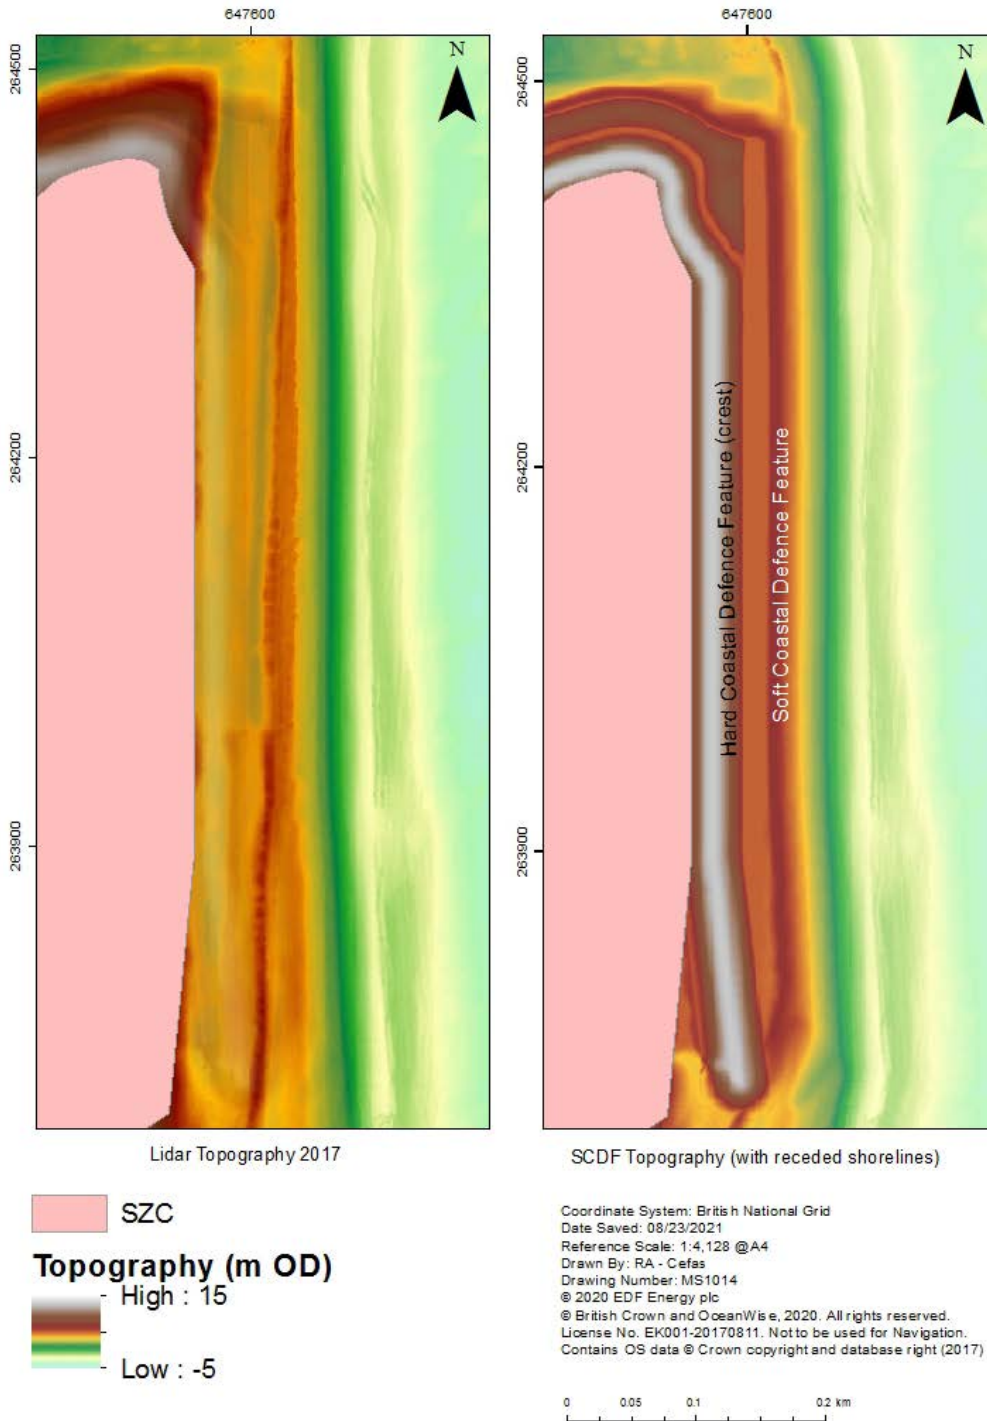 647600
647600
264500
N
264500
N
264200
264200
Hard Coastal Defence Feature (crest)
Soft Coastal Defence Feature
263900
263900
Lidar Topography 2017
SCDF Topography (with receded shorelines)
SZC
Topography (m OD)
High : 15
Low : -5
Coordinate System: British National Grid
Date Saved: 08/23/2021
Reference Scale: 1:4,128 @A4
Drawn By: RA - Cefas
Drawing Number: MS1014
© 2020 EDF Energy plc
© British Crown and OceanWise, 2020. All rights reserved.
License No. EK001-20170811. Not to be used for Navigation.
Contains OS data © Crown copyright and database right (2017)
0 0.05 0.1 0.2 km